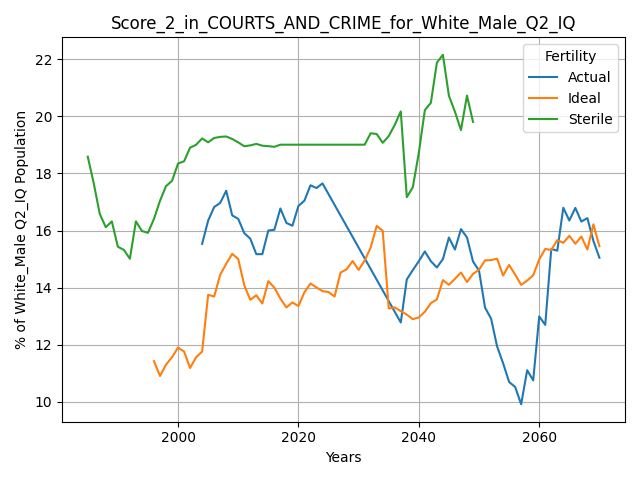 Score_2_in_COURTS_AND_CRIME_for_White_Male_Q2_IQ
Fertility
Actual
Ideal
Sterile
% of White_Male Q2_IQ Population
22
20
18
16
14
12
10
2000 2020 2040 2060
Years